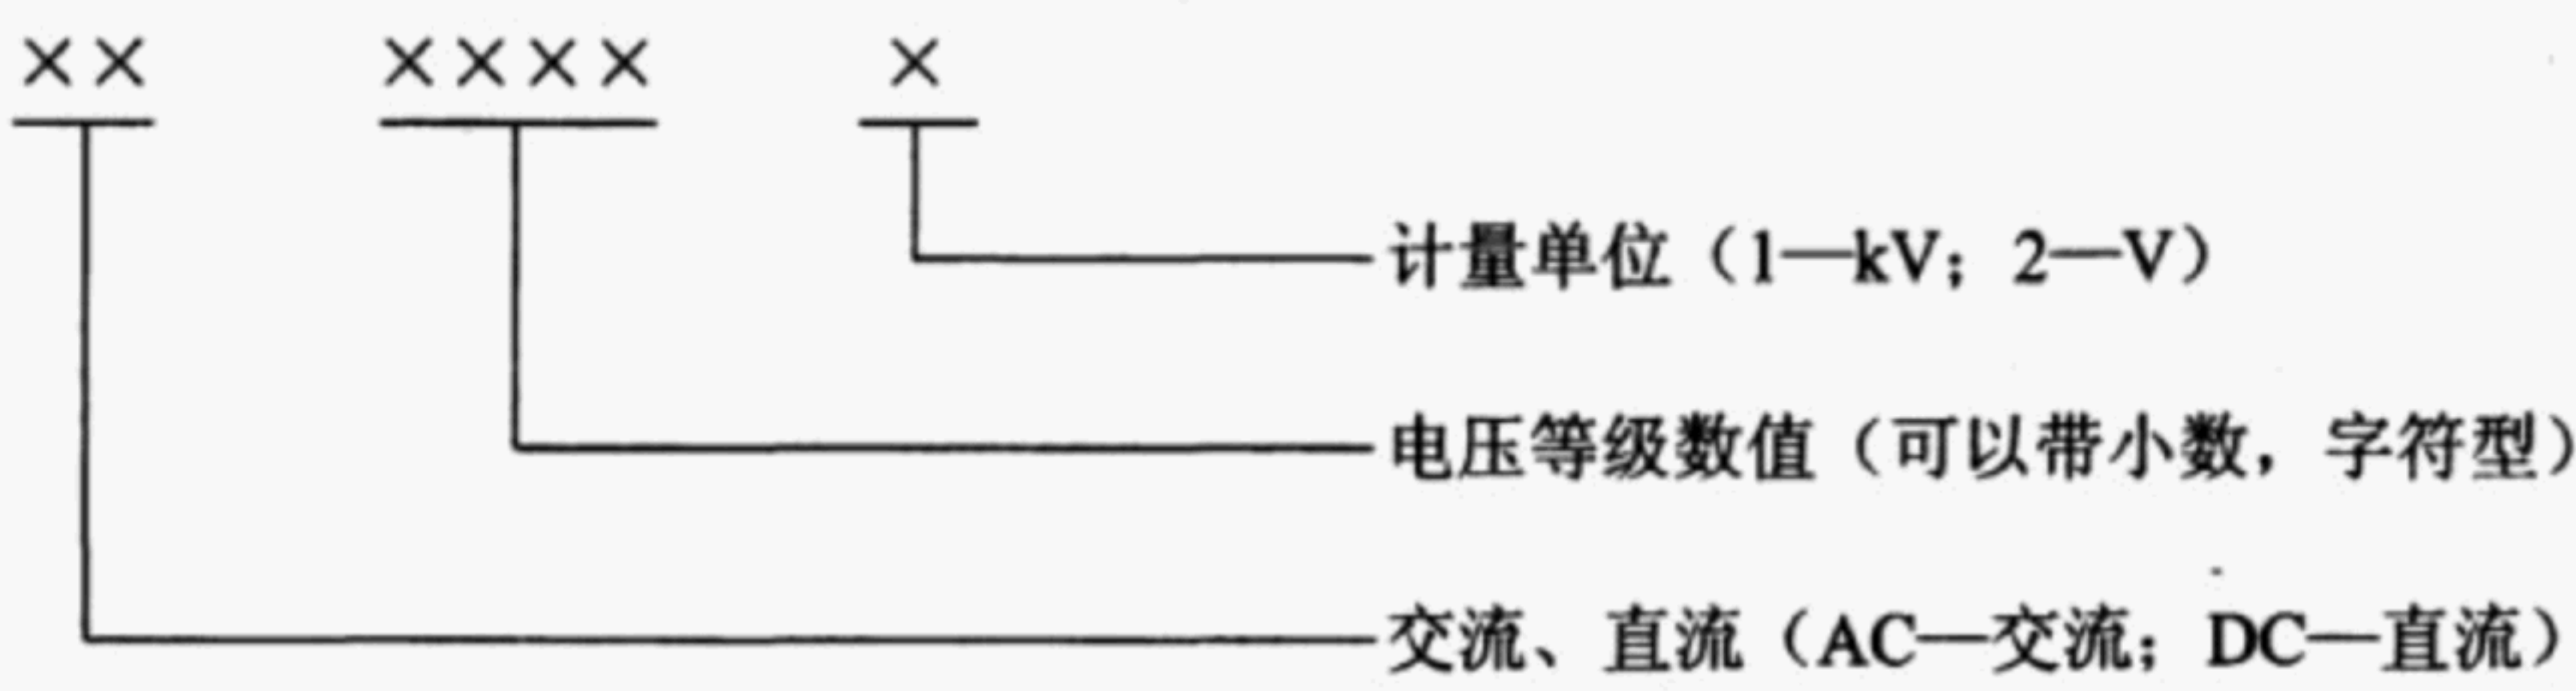 ×× ×××× ×
计量单位（1—kV；2—V）
电压等级数值（可以带小数，字符型）
交流、直流（AC—交流；DC—直流）